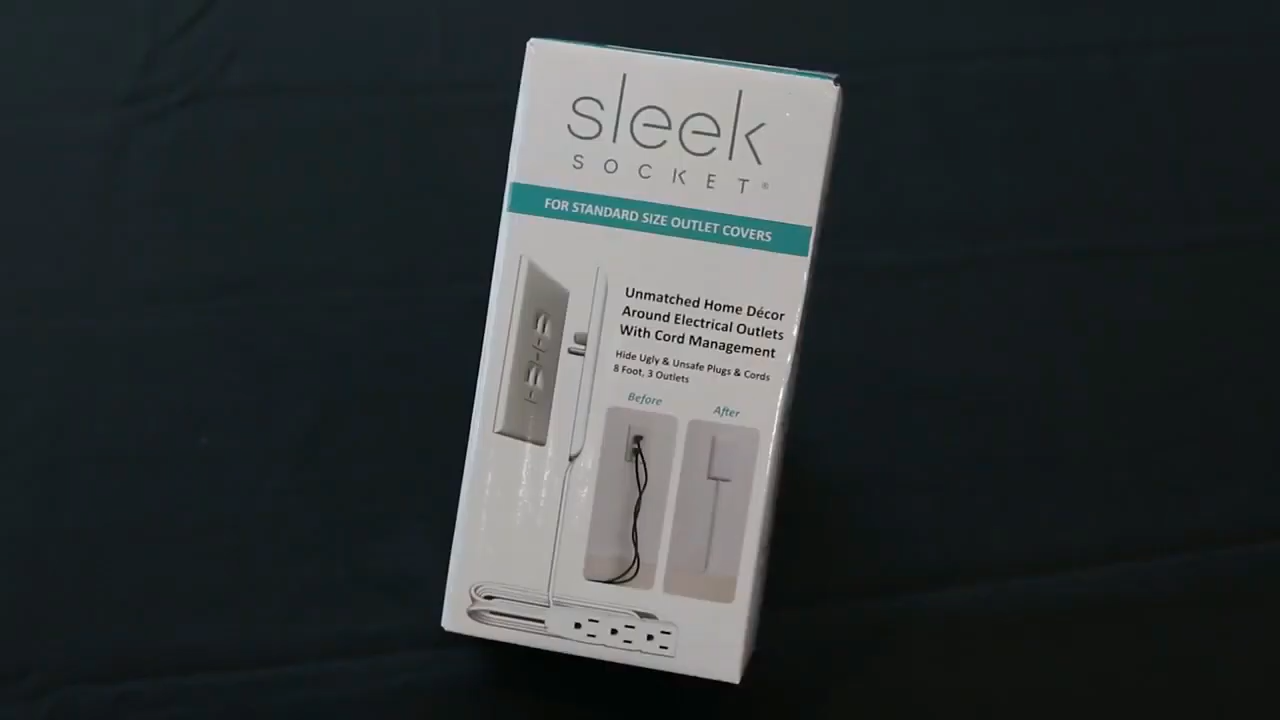 sleek
SOCKET®
FOR STANDARD SIZE OUTLET COVERS
Unmatched Home Décor
Around Electrical Outlets
With Cord Management
Hide Ugly & Unsafe Plugs & Cords
8 Foot, 3 Outlets
Before
After